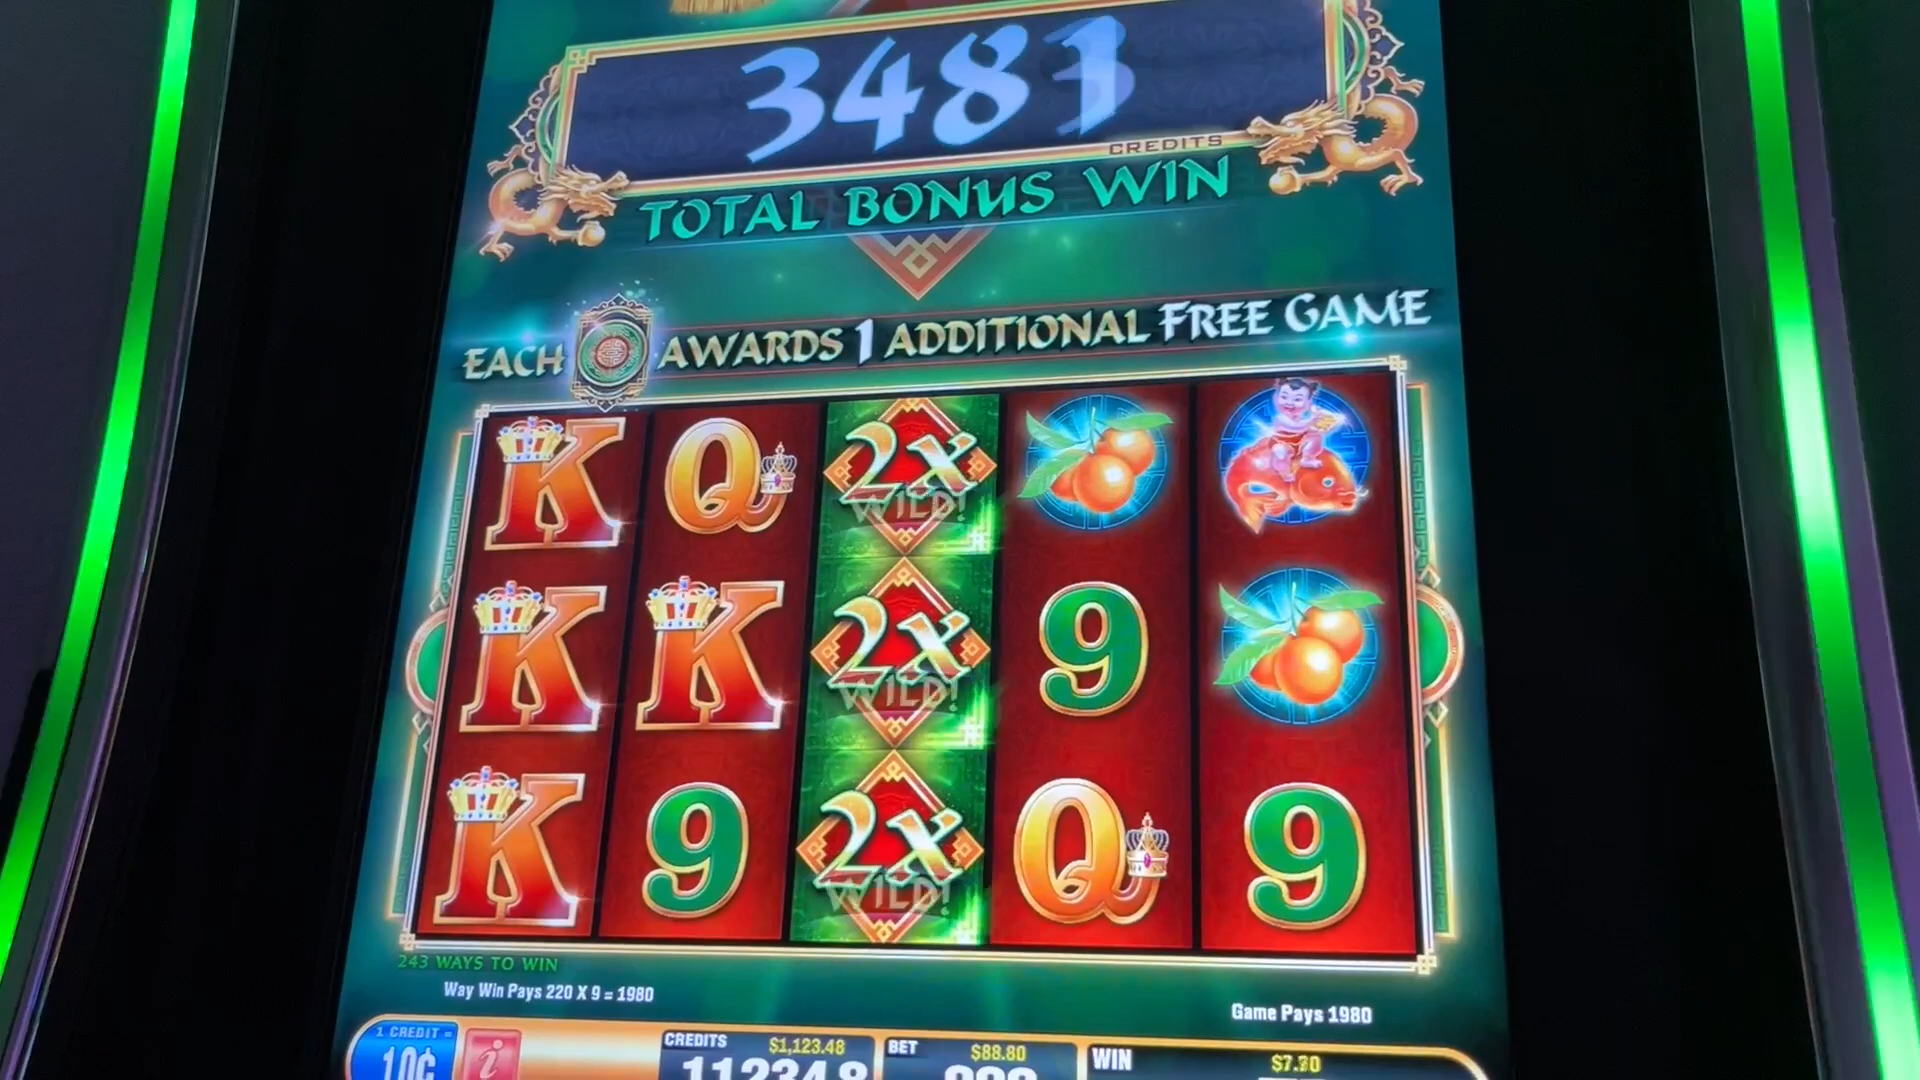 CREDITS
TOTAL BONUS WIN
EACH AWARDS 1 ADDITIONAL FREE GAME
K Q 2x WILD!
K K 2x WILD! 9
K 9 2x WILD! Q 9
243 WAYS TO WIN
Way Win Pays 220 X 9 = 1980
Game Pays 1980
1 CREDIT =
10¢
i
CREDITS $1,123.48
11234.8
BET $88.80
WIN